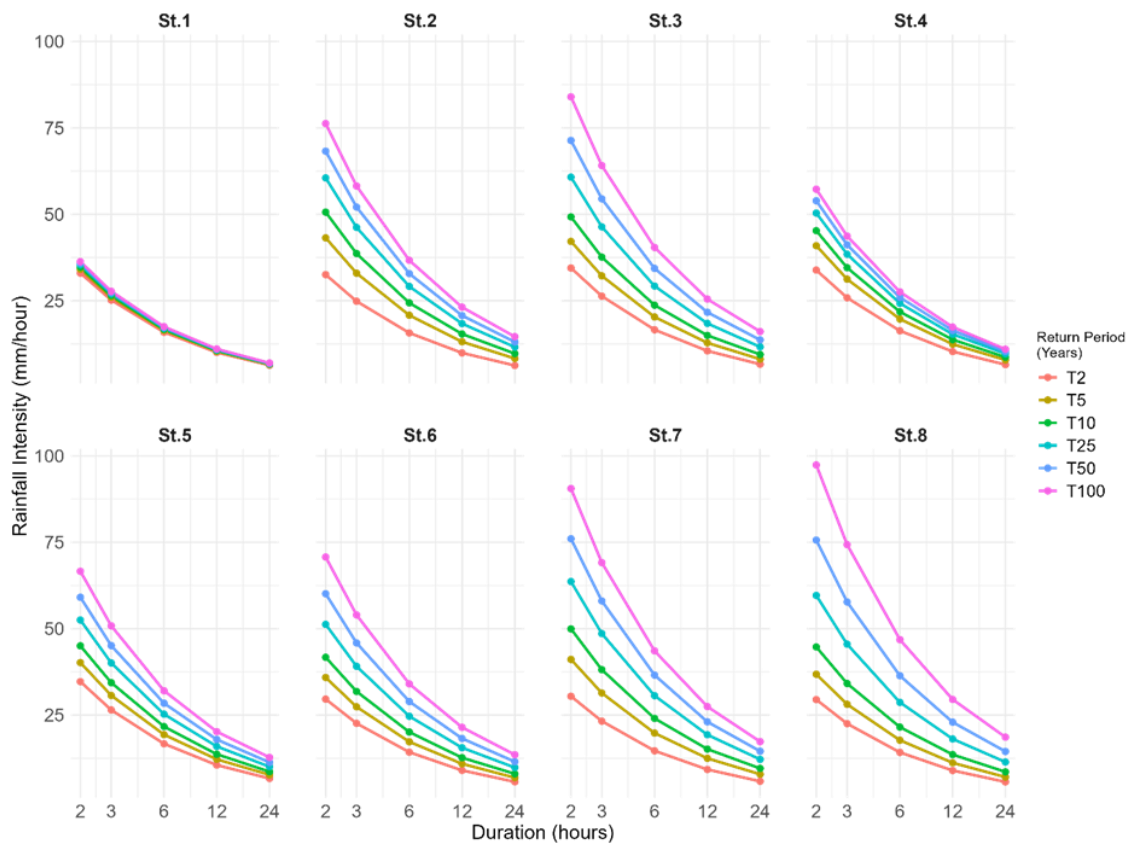 St.1 St.2 St.3 St.4
100
75
50
25
St.5 St.6 St.7 St.8
100
75
50
25
2 3 6 12 24 2 3 6 12 24 2 3 6 12 24 2 3 6 12 24
Duration (hours)
Rainfall Intensity (mm/hour)
Return Period
(Years)
T2
T5
T10
T25
T50
T100